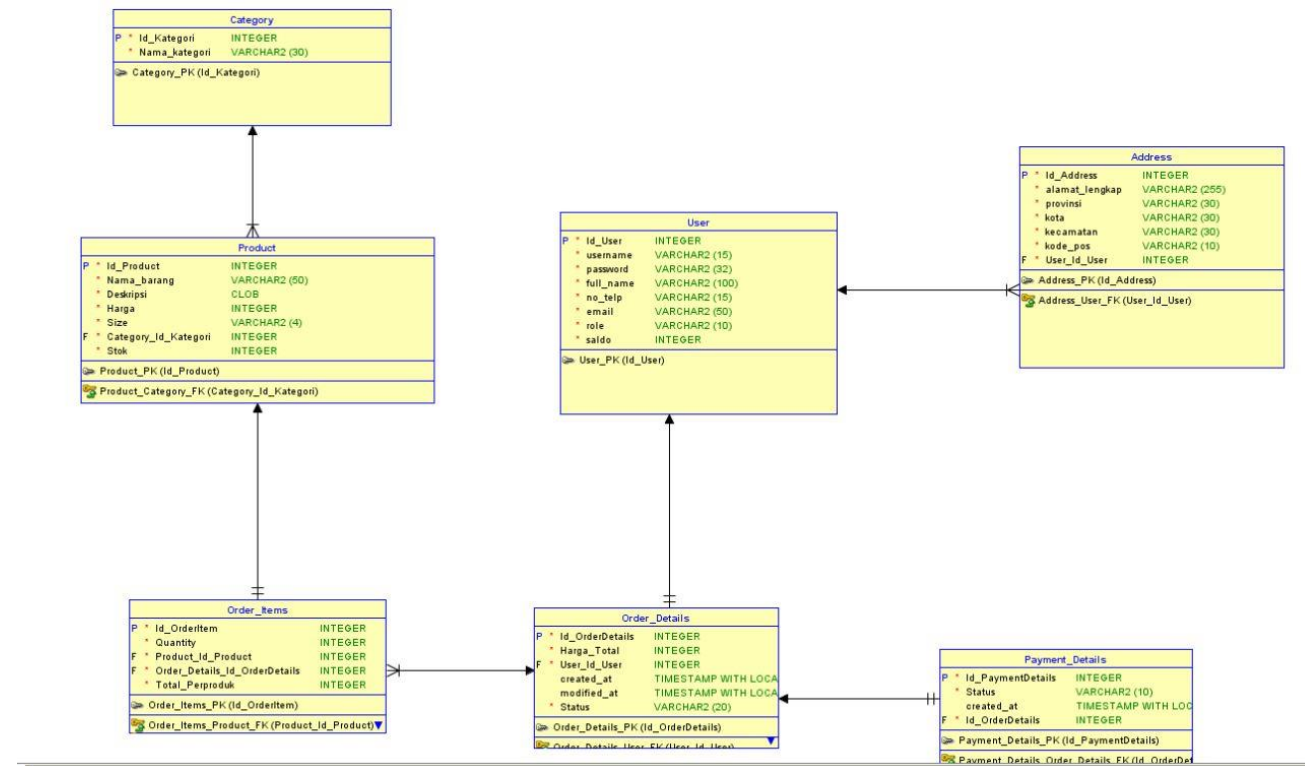 Category
P * Id_Kategori INTEGER
* Nama_kategori VARCHAR2 (30)
Category_PK (Id_Kategori)
Address
P * Id_Address INTEGER
* alamat_lengkap VARCHAR2 (255)
* provinsi VARCHAR2 (30)
* kota VARCHAR2 (30)
* kecamatan VARCHAR2 (30)
* kode_pos VARCHAR2 (10)
F * User_Id_User INTEGER
Address_PK (Id_Address)
Address_User_FK (User_Id_User)
User
P * Id_User INTEGER
* username VARCHAR2 (15)
* password VARCHAR2 (32)
* full_name VARCHAR2 (100)
* no_telp VARCHAR2 (15)
* email VARCHAR2 (50)
* role VARCHAR2 (10)
* saldo INTEGER
User_PK (Id_User)
Product
P * Id_Product INTEGER
* Nama_barang VARCHAR2 (50)
* Deskripsi CLOB
* Harga INTEGER
* Size VARCHAR2 (4)
F * Category_Id_Kategori INTEGER
* Stok INTEGER
Product_PK (Id_Product)
Product_Category_FK (Category_Id_Kategori)
Order_Items
P * Id_OrderItem INTEGER
* Quantity INTEGER
F * Product_Id_Product INTEGER
F * Order_Details_Id_OrderDetails INTEGER
* Total_Perproduk INTEGER
Order_Items_PK (Id_OrderItem)
Order_Items_Product_FK (Product_Id_Product)
Order_Details
P * Id_OrderDetails INTEGER
* Harga_Total INTEGER
F * User_Id_User INTEGER
created_at TIMESTAMP WITH LOCA
modified_at TIMESTAMP WITH LOCA
* Status VARCHAR2 (20)
Order_Details_PK (Id_OrderDetails)
Order_Details_User_FK (User_Id_User)
Payment_Details
P * Id_PaymentDetails INTEGER
* Status VARCHAR2 (10)
created_at TIMESTAMP WITH LOC
F * Id_OrderDetails INTEGER
Payment_Details_PK (Id_PaymentDetails)
Payment_Details_Order_Details_FK (Id_OrderDet